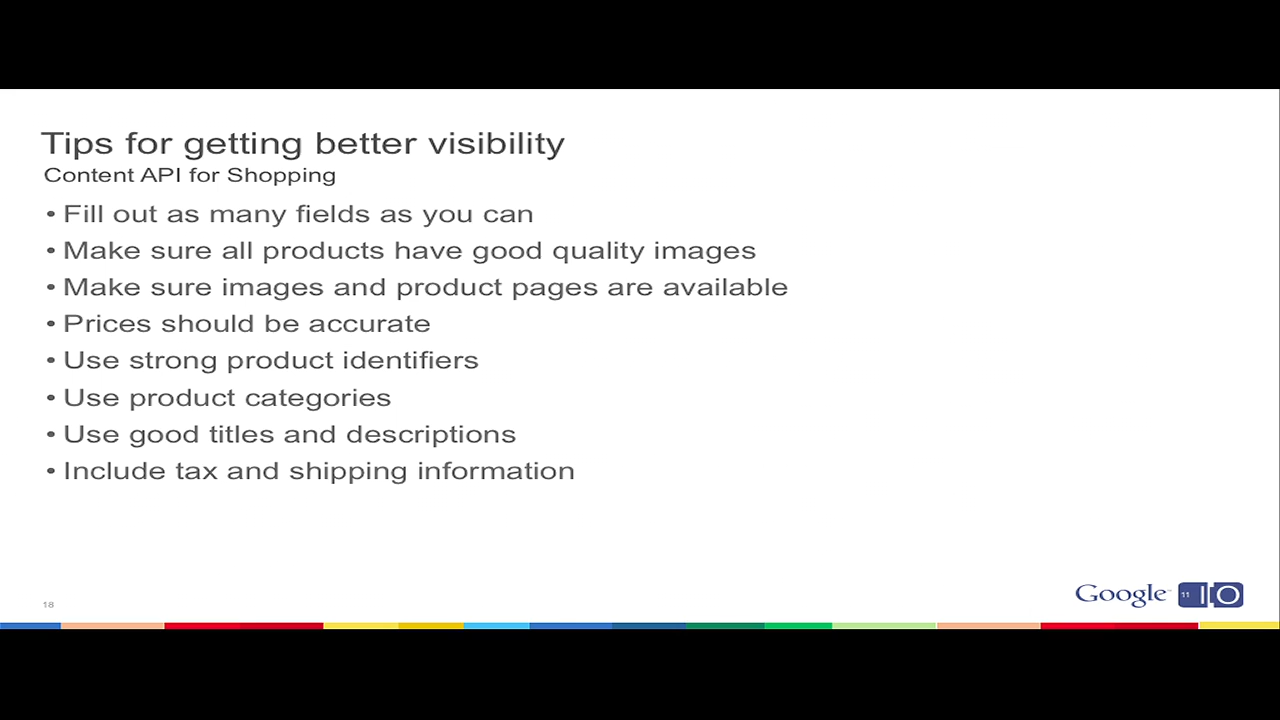 Tips for getting better visibility
Content API for Shopping
• Fill out as many fields as you can
• Make sure all products have good quality images
• Make sure images and product pages are available
• Prices should be accurate
• Use strong product identifiers
• Use product categories
• Use good titles and descriptions
• Include tax and shipping information
18
Google 11 IO